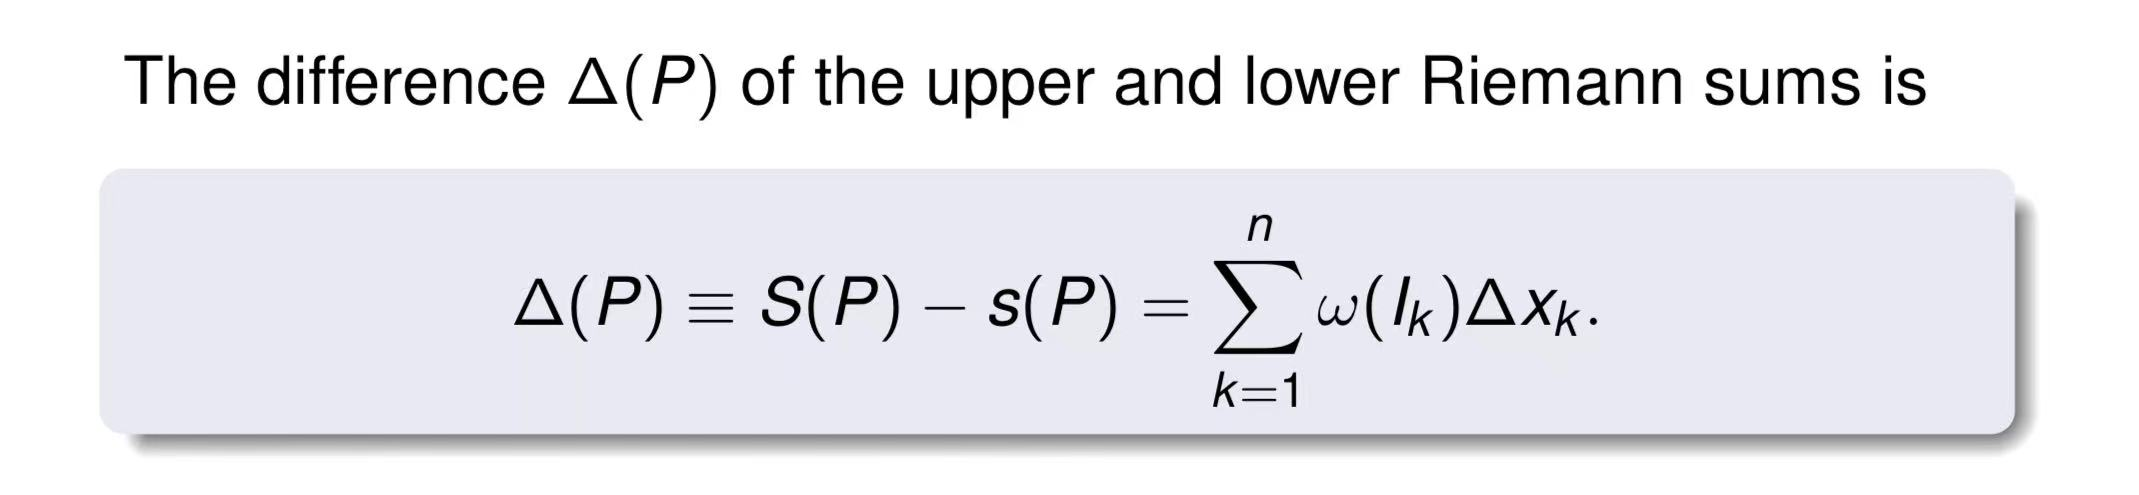 The difference Δ(P) of the upper and lower Riemann sums is
Δ(P) ≡ S(P) − s(P) = ∑_{k=1}^{n} ω(I_k)Δx_k.